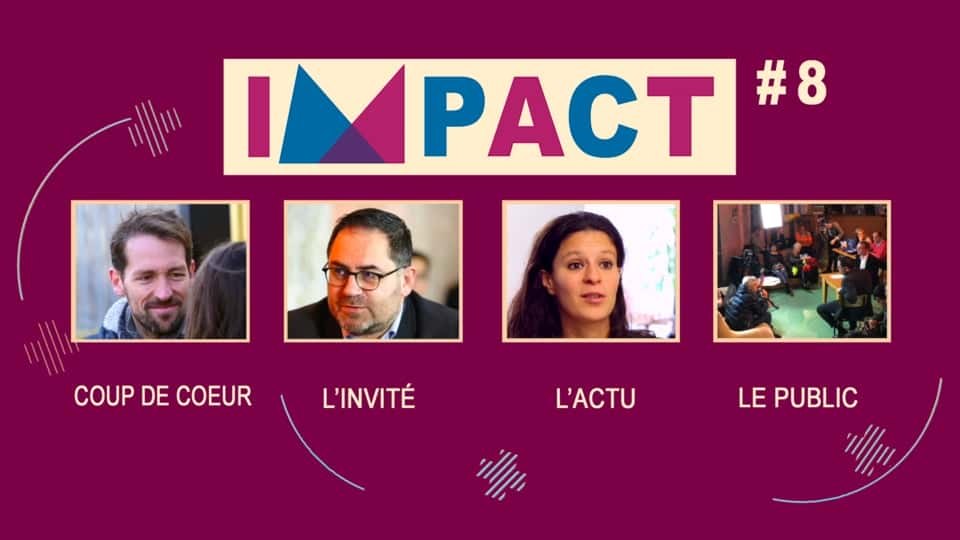 IMPACT
#8
COUP DE COEUR
L'INVITÉ
L'ACTU
LE PUBLIC